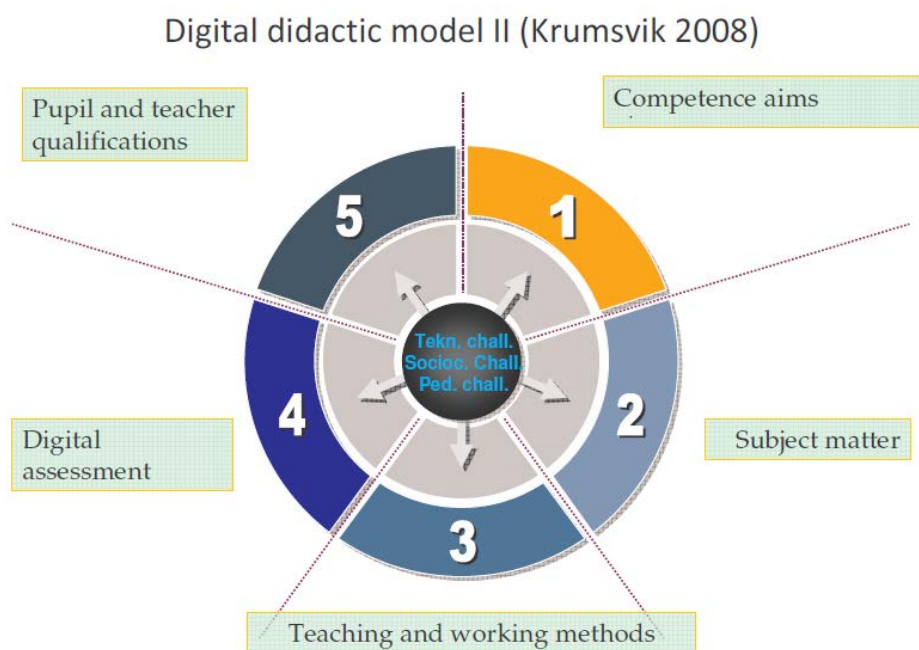 Digital didactic model II (Krumsvik 2008)
Pupil and teacher
qualifications
Competence aims
5
1
Tekn. chall.
Socioc. Chall.
Ped. chall.
4
2
Digital
assessment
Subject matter
3
Teaching and working methods